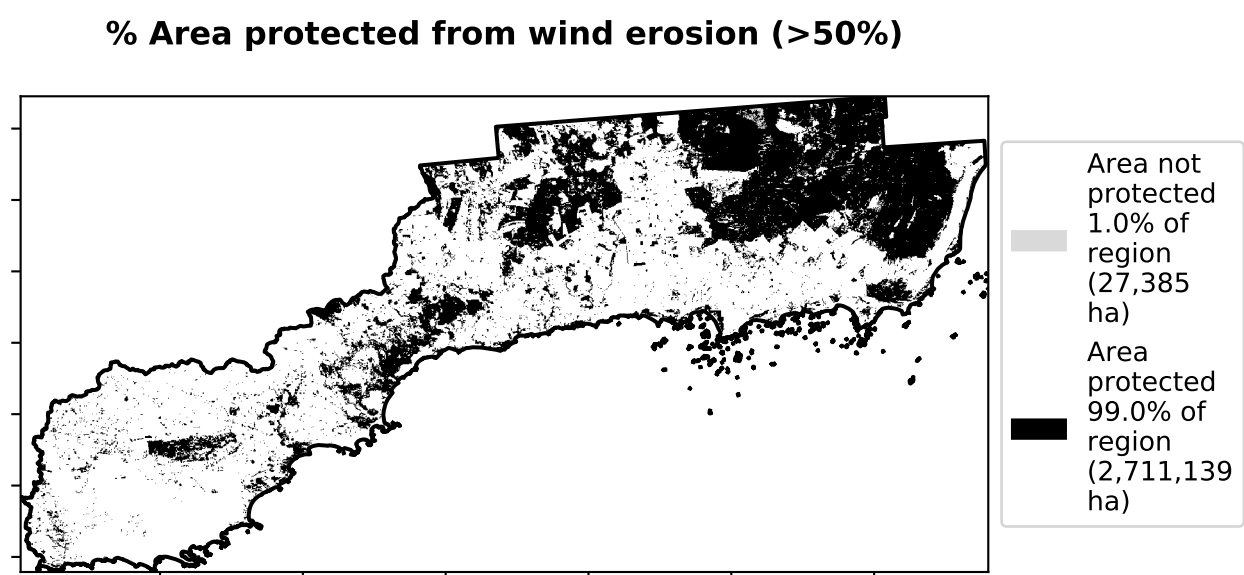 % Area protected from wind erosion (>50%)
Area not
protected
1.0% of
region
(27,385
ha)
Area
protected
99.0% of
region
(2,711,139
ha)